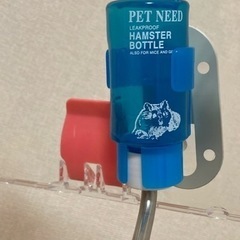 PET NEED
LEAKPROOF
HAMSTER
BOTTLE
ALSO FOR MICE AND